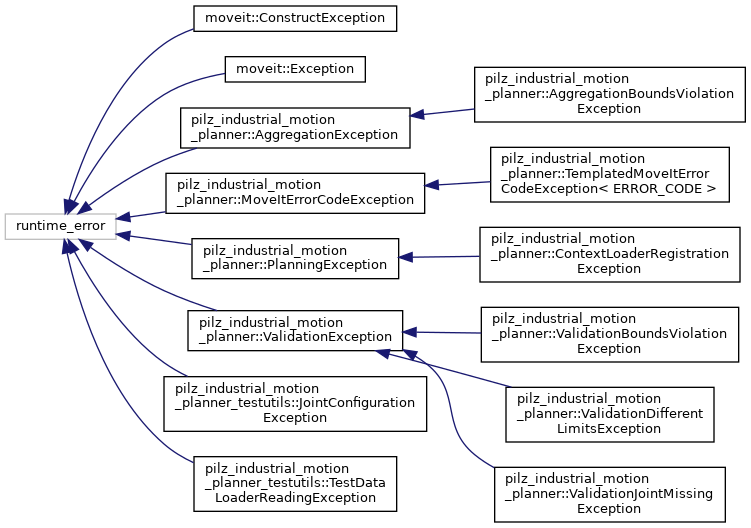 moveit::ConstructException
moveit::Exception
pilz_industrial_motion
_planner::AggregationBoundsViolation
Exception
pilz_industrial_motion
_planner::AggregationException
pilz_industrial_motion
_planner::TemplatedMoveItError
CodeException< ERROR_CODE >
pilz_industrial_motion
_planner::MoveItErrorCodeException
runtime_error
pilz_industrial_motion
_planner::ContextLoaderRegistration
Exception
pilz_industrial_motion
_planner::PlanningException
pilz_industrial_motion
_planner::ValidationException
pilz_industrial_motion
_planner::ValidationBoundsViolation
Exception
pilz_industrial_motion
_planner_testutils::JointConfiguration
Exception
pilz_industrial_motion
_planner::ValidationDifferent
LimitsException
pilz_industrial_motion
_planner_testutils::TestData
LoaderReadingException
pilz_industrial_motion
_planner::ValidationJointMissing
Exception